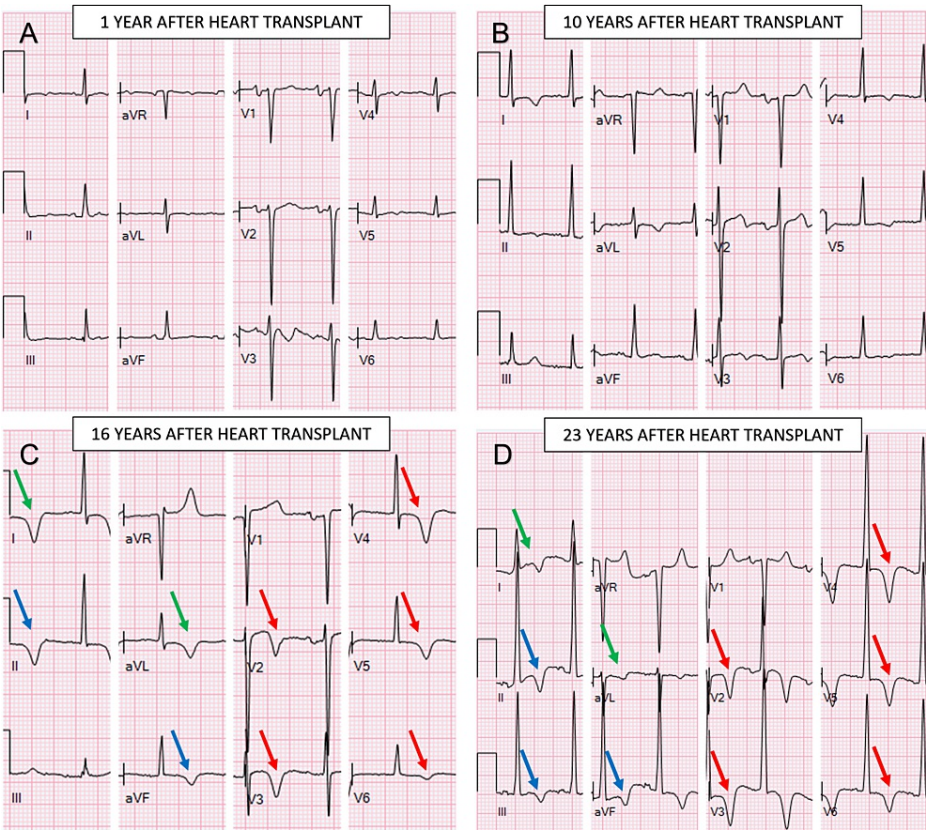 A
1 YEAR AFTER HEART TRANSPLANT
I
aVR
V1
V4
II
aVL
V2
V5
III
aVF
V3
V6
B
10 YEARS AFTER HEART TRANSPLANT
I
aVR
V1
V4
II
aVL
V2
V5
III
aVF
V3
V6
C
16 YEARS AFTER HEART TRANSPLANT
I
aVR
V1
V4
II
aVL
V2
V5
III
aVF
V3
V6
D
23 YEARS AFTER HEART TRANSPLANT
I
aVR
V1
V4
II
aVL
V2
V5
III
aVF
V3
V6